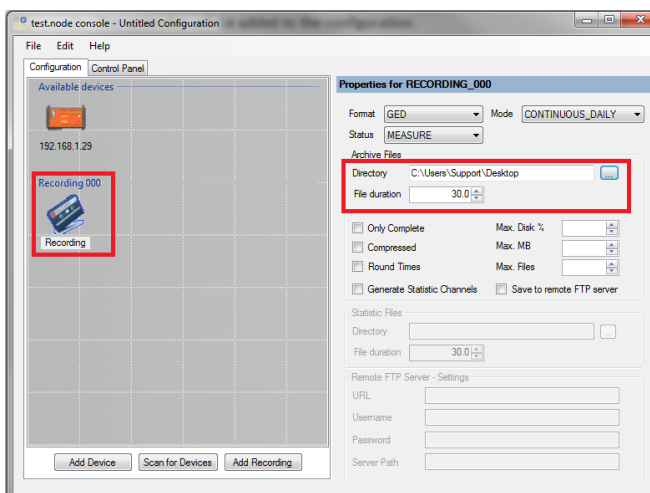 test.node console - Untitled Configuration
added to the configuration:
File Edit Help
Configuration Control Panel
Available devices
192.168.1.29
Recording 000
Recording
Add Device Scan for Devices Add Recording
Properties for RECORDING_000
Format GED Mode CONTINUOUS_DAILY
Status MEASURE
Archive Files
Directory C:\Users\Support\Desktop ...
File duration 30.0
Only Complete Max. Disk %
Compressed Max. MB
Round Times Max. Files
Generate Statistic Channels Save to remote FTP server
Statistic Files
Directory ...
File duration 30.0
Remote FTP Server - Settings
URL
Username
Password
Server Path